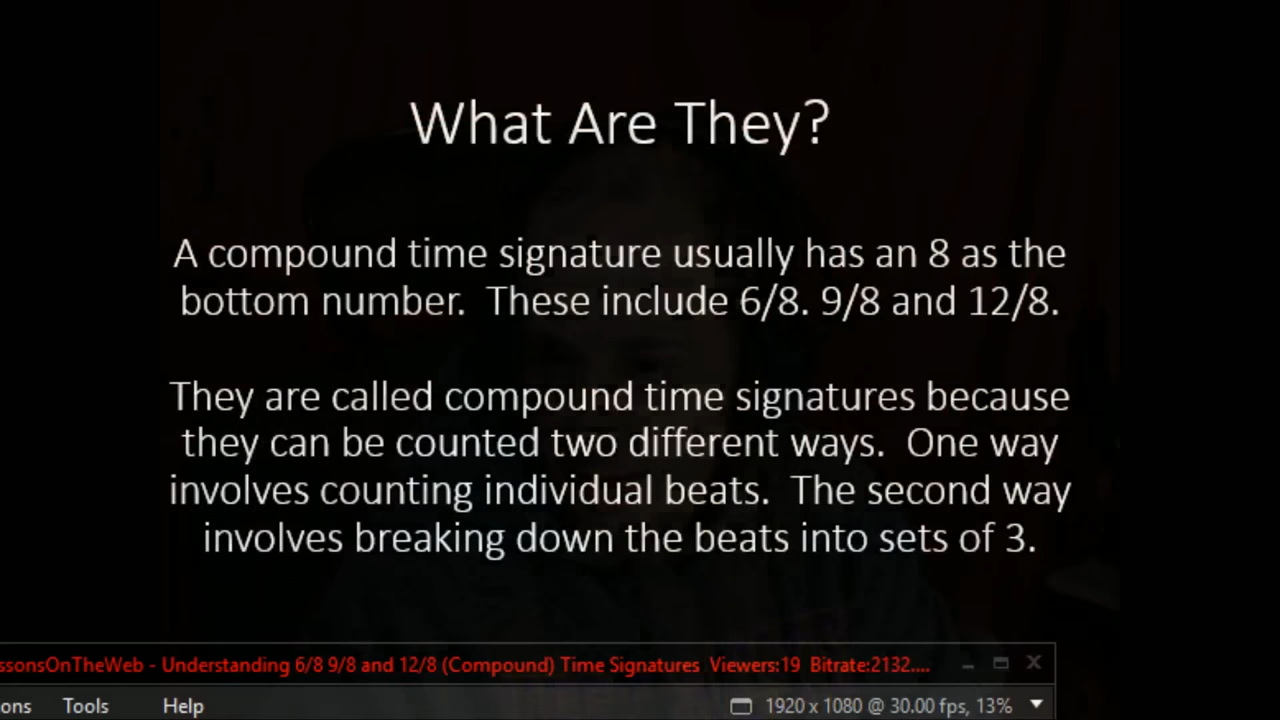 What Are They?
A compound time signature usually has an 8 as the
bottom number.  These include 6/8. 9/8 and 12/8.
They are called compound time signatures because
they can be counted two different ways.  One way
involves counting individual beats.  The second way
involves breaking down the beats into sets of 3.
ssonsOnTheWeb - Understanding 6/8 9/8 and 12/8 (Compound) Time Signatures  Viewers:19  Bitrate:2132....
ons Tools Help 1920 x 1080 @ 30.00 fps, 13%